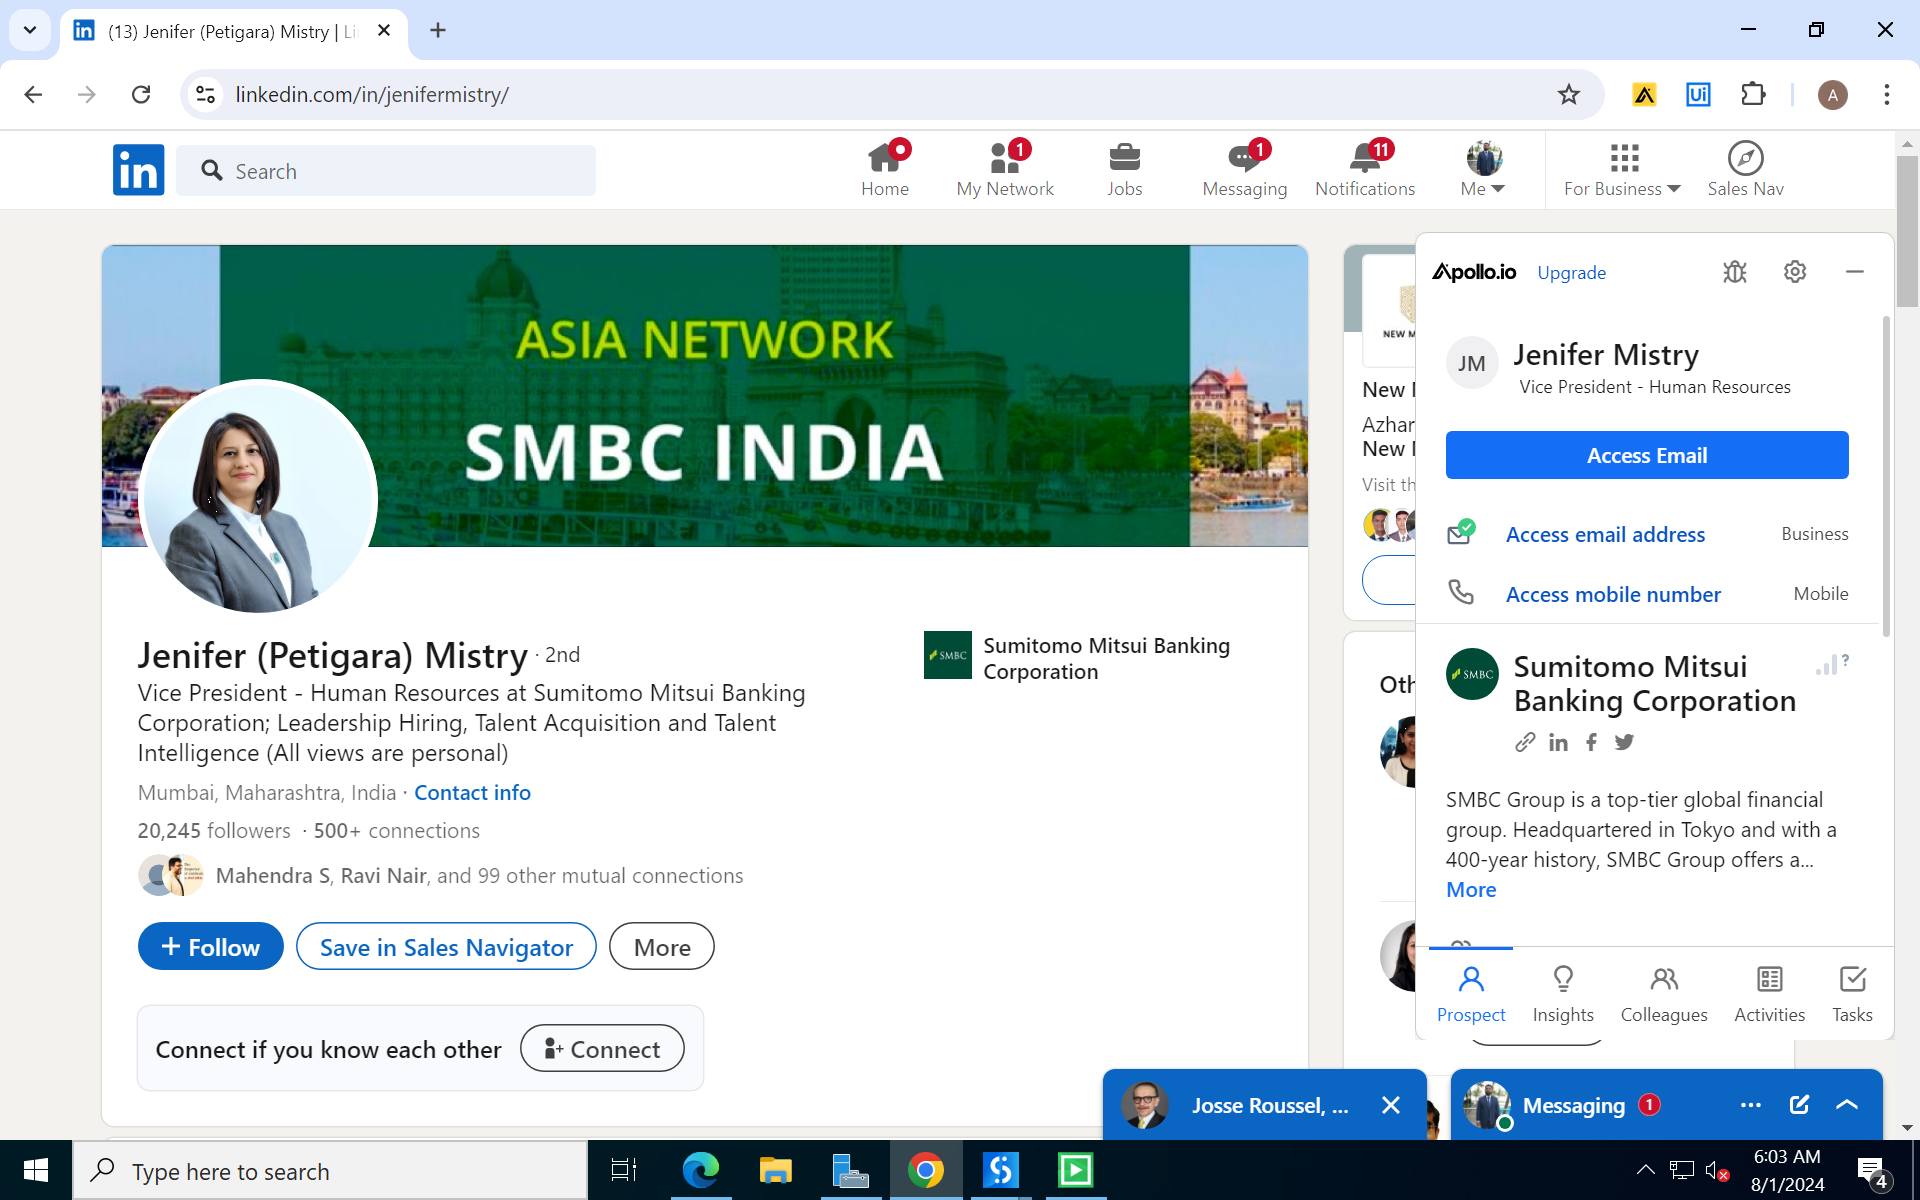 (13) Jenifer (Petigara) Mistry | Li
linkedin.com/in/jenifermistry/
Ui
A
in
Search
Home
1
My Network
Jobs
1
Messaging
11
Notifications
Me
For Business
Sales Nav
ASIA NETWORK
SMBC INDIA
Jenifer (Petigara) Mistry · 2nd
Vice President - Human Resources at Sumitomo Mitsui Banking
Corporation; Leadership Hiring, Talent Acquisition and Talent
Intelligence (All views are personal)
Mumbai, Maharashtra, India · Contact info
20,245 followers · 500+ connections
Mahendra S, Ravi Nair, and 99 other mutual connections
+ Follow
Save in Sales Navigator
More
Connect if you know each other
Connect
SMBC
Sumitomo Mitsui Banking
Corporation
NEW M
New
Azhar
New
Visit th
Oth
Apollo.io
Upgrade
JM
Jenifer Mistry
Vice President - Human Resources
Access Email
Access email address
Business
Access mobile number
Mobile
SMBC
Sumitomo Mitsui
Banking Corporation
?
SMBC Group is a top-tier global financial
group. Headquartered in Tokyo and with a
400-year history, SMBC Group offers a...
More
Prospect
Insights
Colleagues
Activities
Tasks
Josse Roussel, ...
Messaging
1
Type here to search
6:03 AM
8/1/2024
4